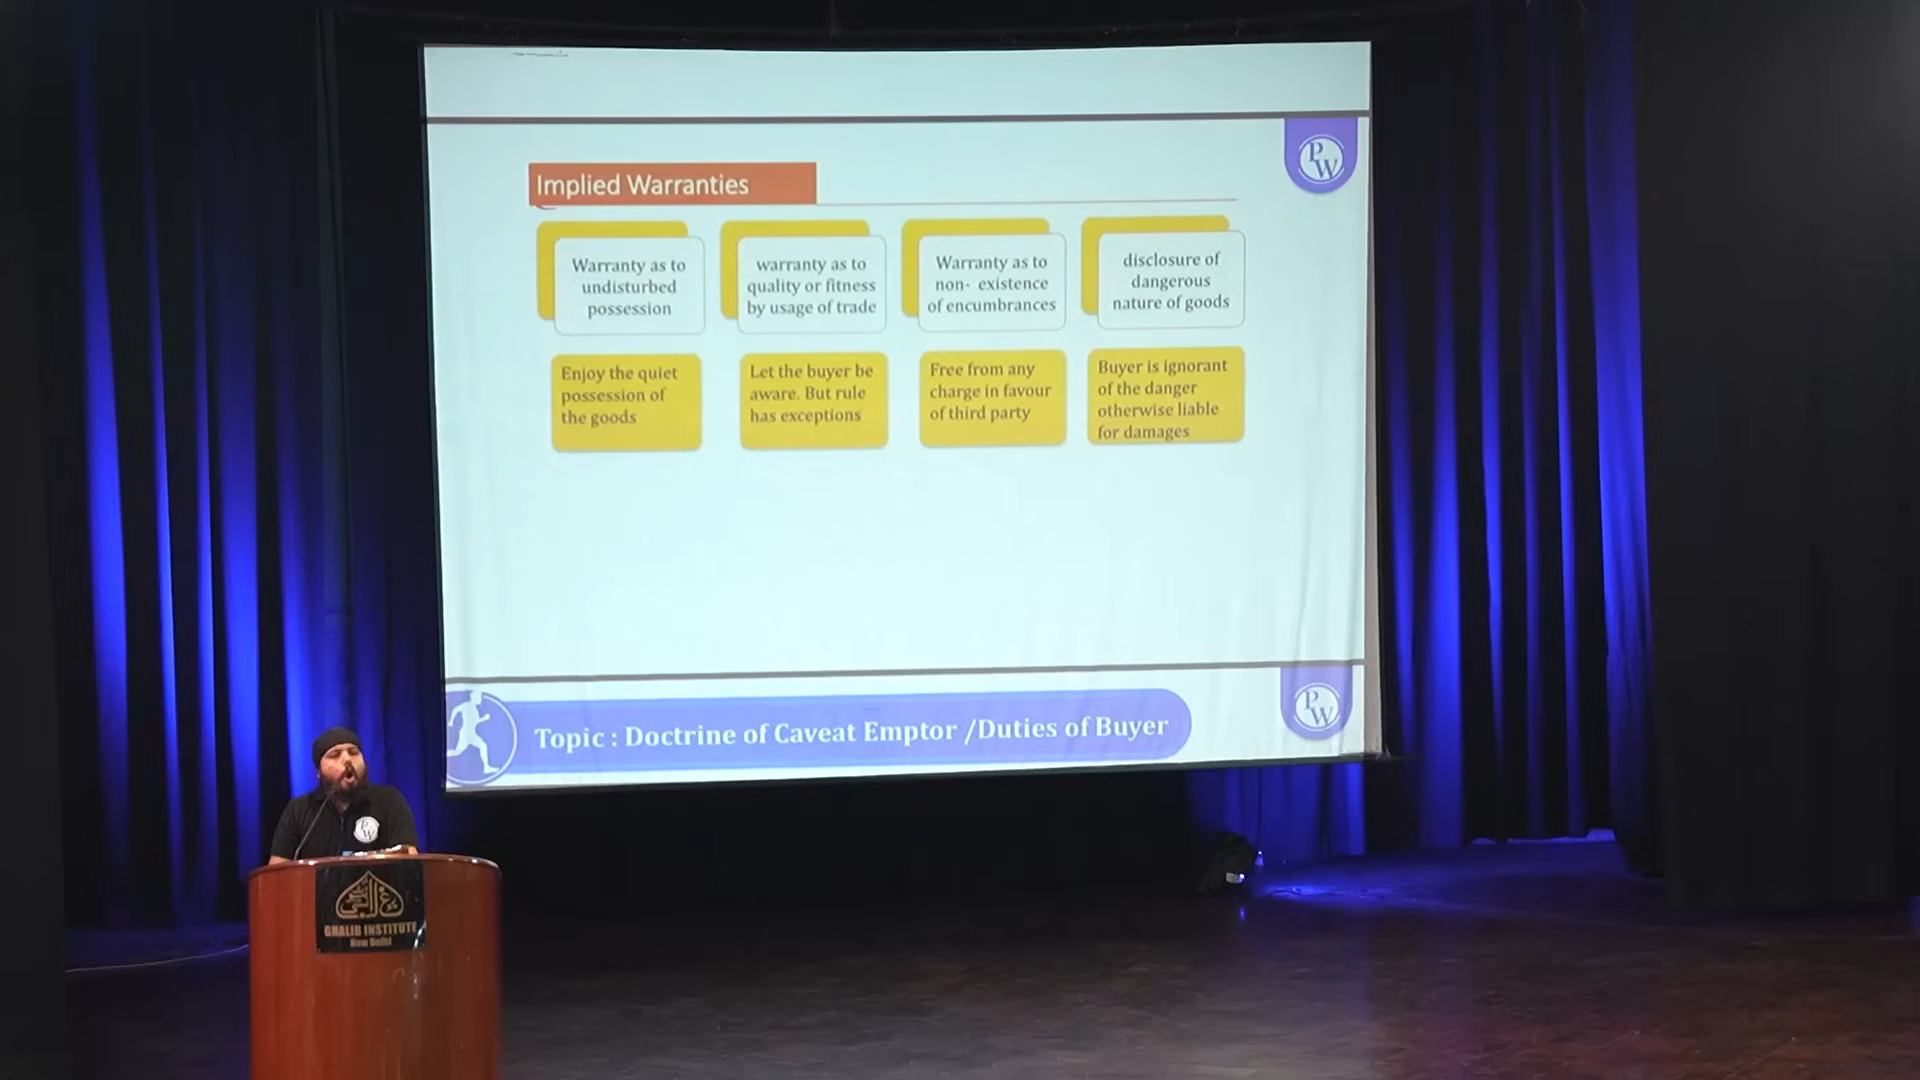 PW
Implied Warranties
Warranty as to
undisturbed
possession
warranty as to
quality or fitness
by usage of trade
Warranty as to
non- existence
of encumbrances
disclosure of
dangerous
nature of goods
Enjoy the quiet
possession of
the goods
Let the buyer be
aware. But rule
has exceptions
Free from any
charge in favour
of third party
Buyer is ignorant
of the danger
otherwise liable
for damages
PW
Topic : Doctrine of Caveat Emptor /Duties of Buyer
PW
GHALIB INSTITUTE
New Delhi